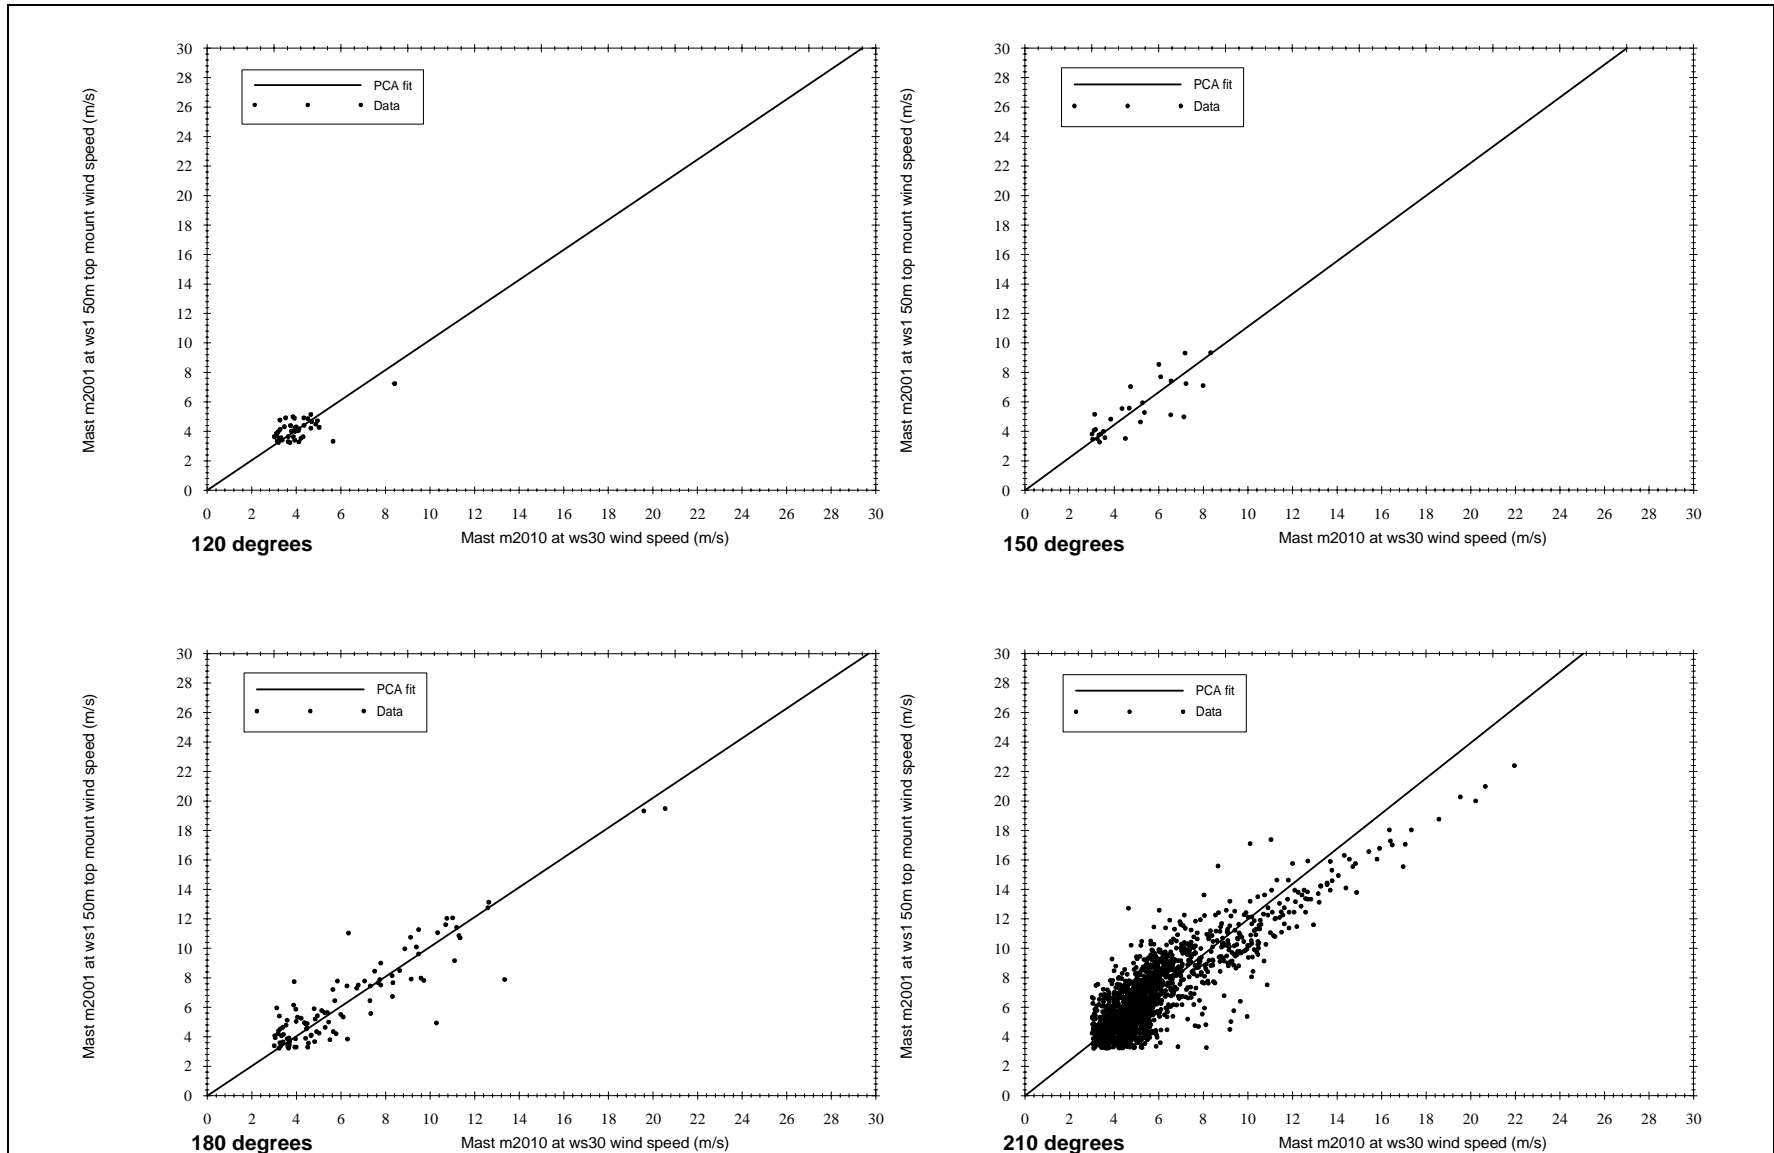 30
28
26
24
22
20
18
16
14
12
10
8
6
4
2
0
Mast m2001 at ws1 50m top mount wind speed (m/s)
PCA fit
Data
0 2 4 6 8 10 12 14 16 18 20 22 24 26 28 30
120 degrees
Mast m2010 at ws30 wind speed (m/s)
30
28
26
24
22
20
18
16
14
12
10
8
6
4
2
0
Mast m2001 at ws1 50m top mount wind speed (m/s)
PCA fit
Data
0 2 4 6 8 10 12 14 16 18 20 22 24 26 28 30
150 degrees
Mast m2010 at ws30 wind speed (m/s)
30
28
26
24
22
20
18
16
14
12
10
8
6
4
2
0
Mast m2001 at ws1 50m top mount wind speed (m/s)
PCA fit
Data
0 2 4 6 8 10 12 14 16 18 20 22 24 26 28 30
180 degrees
Mast m2010 at ws30 wind speed (m/s)
30
28
26
24
22
20
18
16
14
12
10
8
6
4
2
0
Mast m2001 at ws1 50m top mount wind speed (m/s)
PCA fit
Data
0 2 4 6 8 10 12 14 16 18 20 22 24 26 28 30
210 degrees
Mast m2010 at ws30 wind speed (m/s)